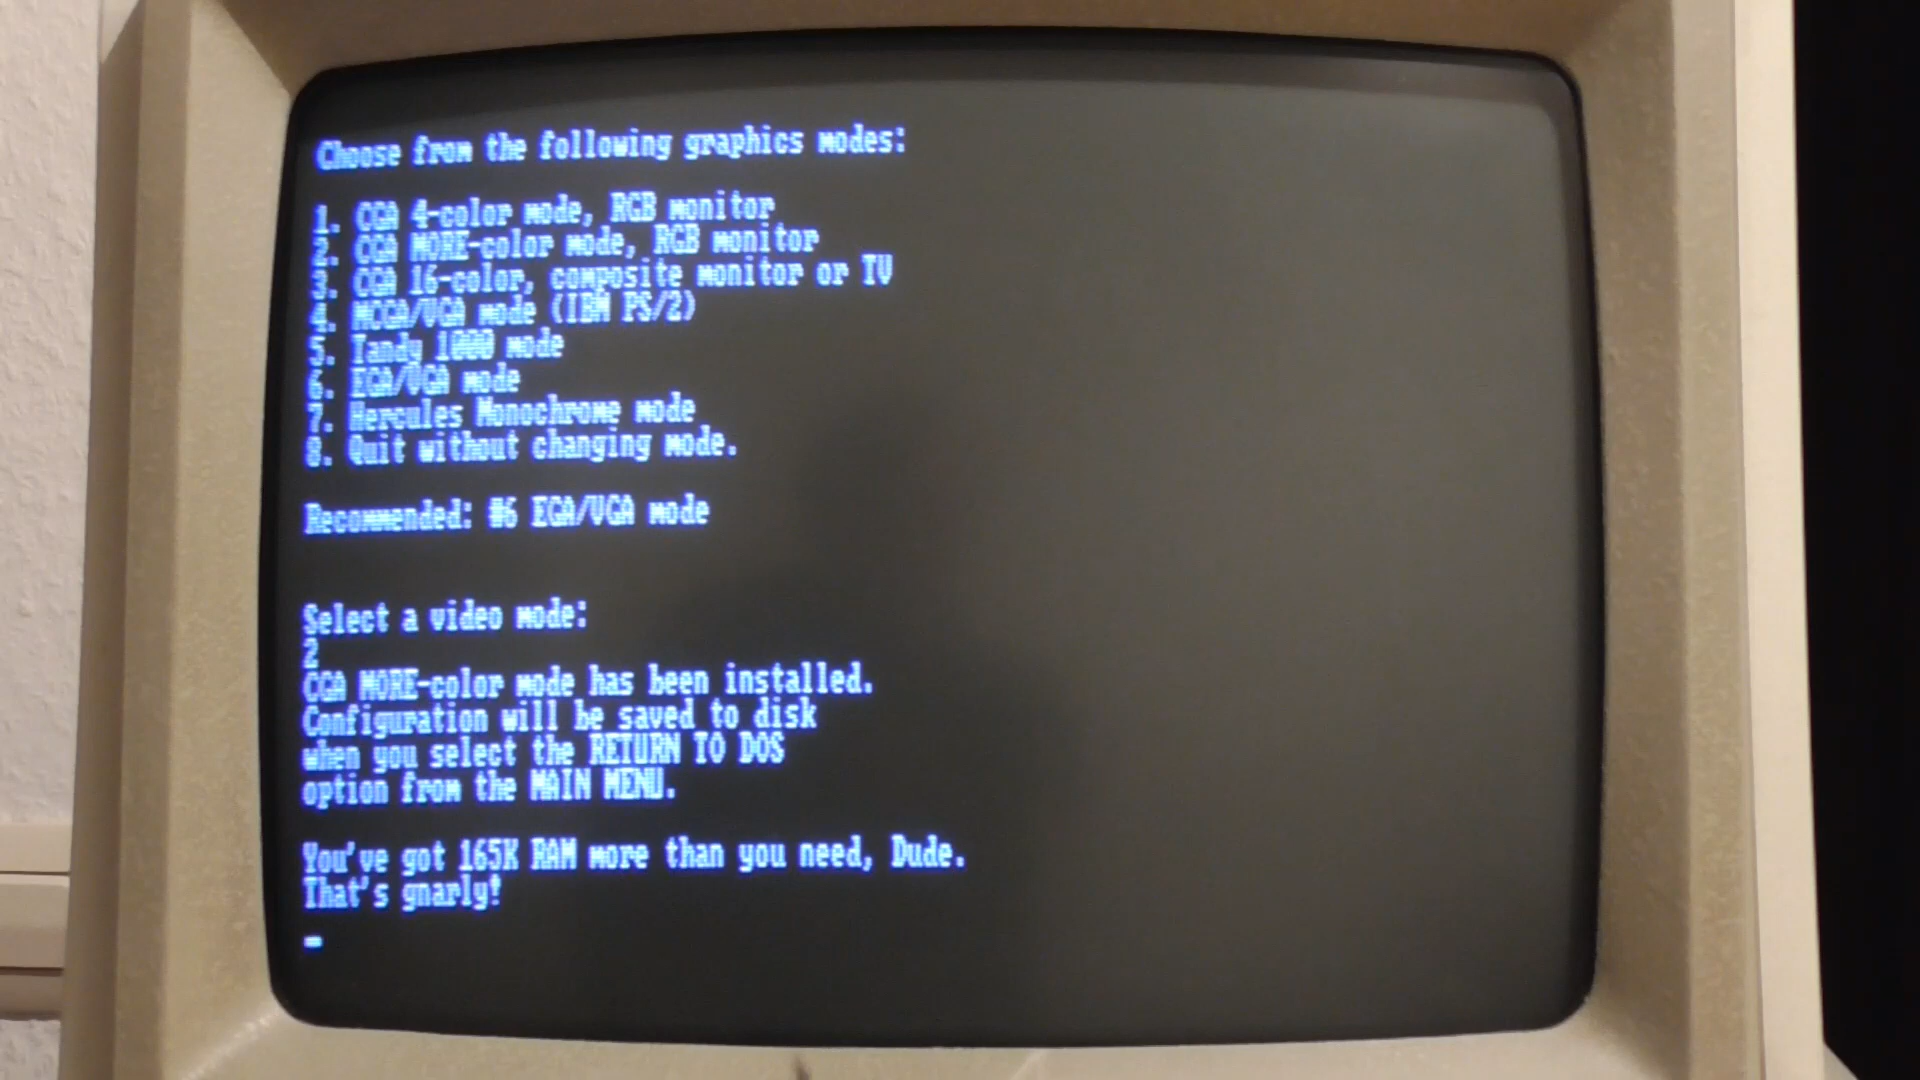 Choose from the following graphics modes:
1. CGA 4-color mode, RGB monitor
2. CGA MORE-color mode, RGB monitor
3. CGA 16-color, composite monitor or TV
4. MCGA/VGA mode (IBM PS/2)
5. Tandy 1000 mode
6. EGA/VGA mode
7. Hercules Monochrome mode
8. Quit without changing mode.
Recommended: #6 EGA/VGA mode
Select a video mode:
2
CGA MORE-color mode has been installed.
Configuration will be saved to disk
when you select the RETURN TO DOS
option from the MAIN MENU.
You've got 165K RAM more than you need, Dude.
That's gnarly!